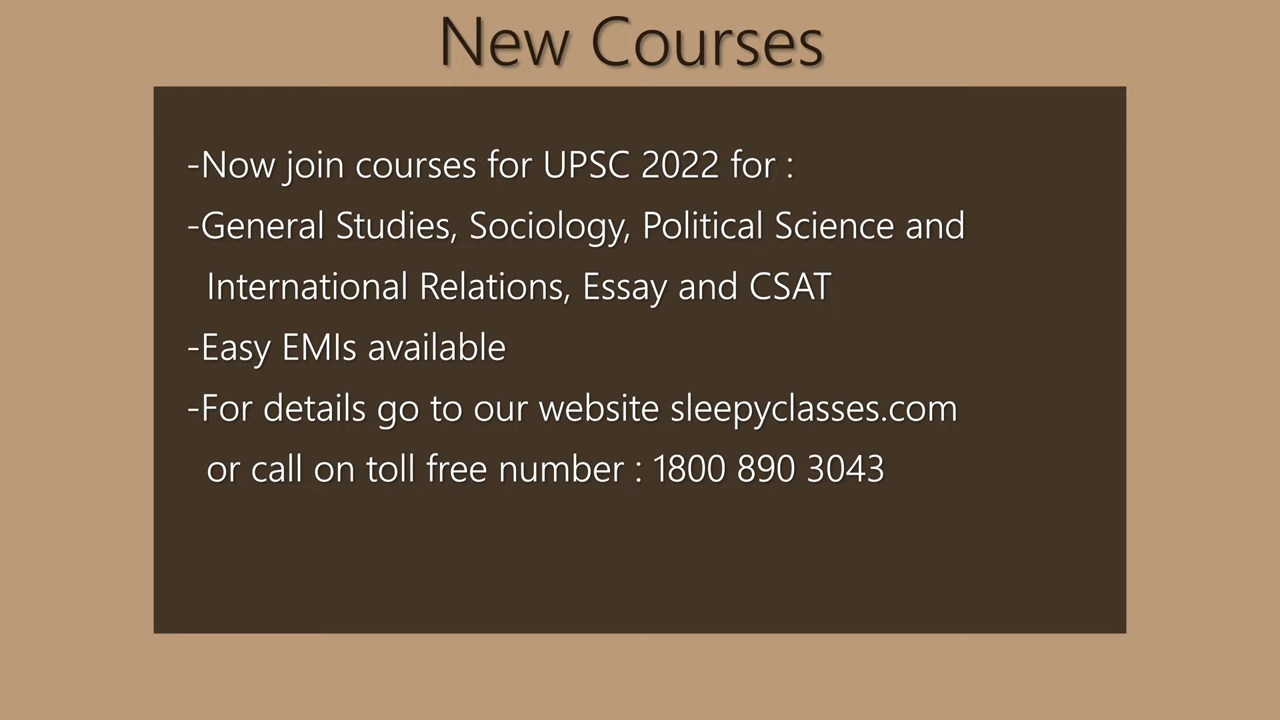 New Courses
-Now join courses for UPSC 2022 for :
-General Studies, Sociology, Political Science and
International Relations, Essay and CSAT
-Easy EMIs available
-For details go to our website sleepyclasses.com
or call on toll free number : 1800 890 3043